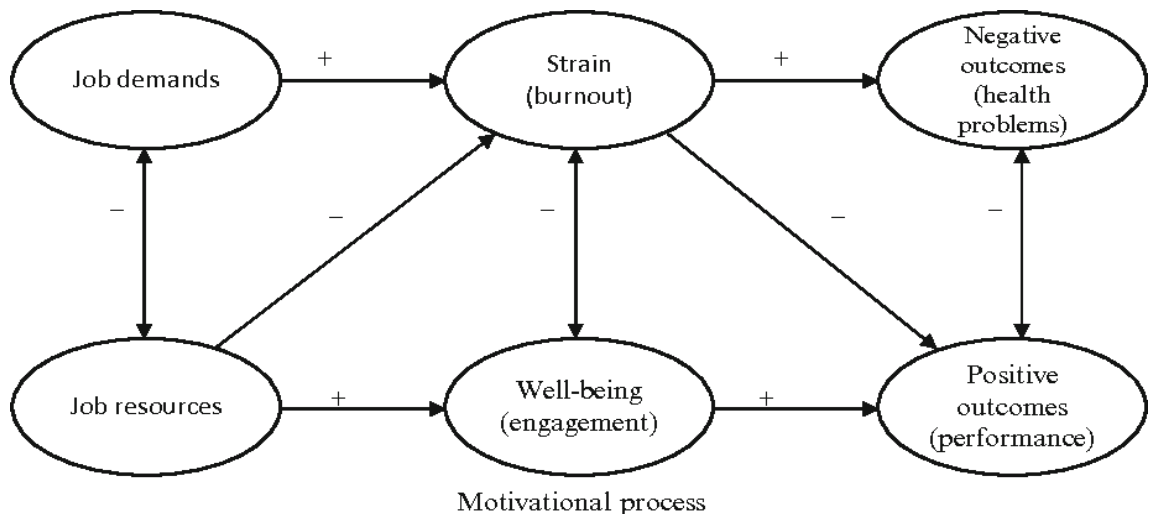 Job demands
+
Strain
(burnout)
+
Negative
outcomes
(health
problems)
−
−
−
−
−
Job resources
+
Well-being
(engagement)
+
Positive
outcomes
(performance)
Motivational process